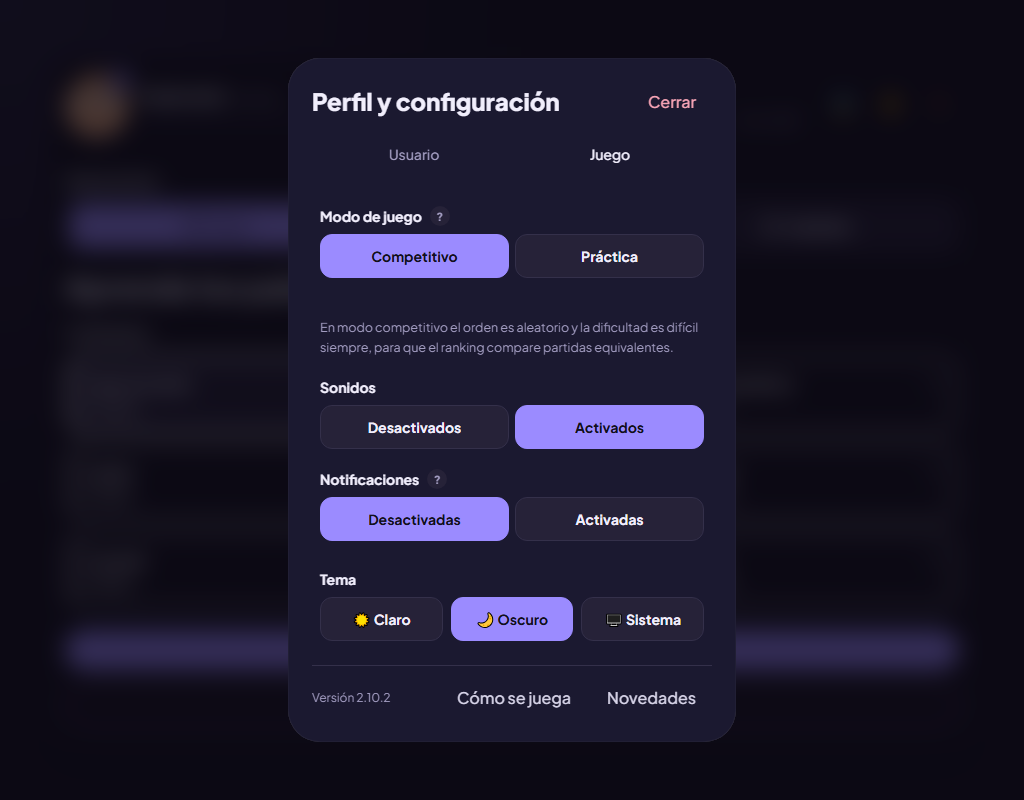 Perfil y configuración
Cerrar
Usuario
Juego
Modo de juego ?
Competitivo
Práctica
En modo competitivo el orden es aleatorio y la dificultad es difícil
siempre, para que el ranking compare partidas equivalentes.
Sonidos
Desactivados
Activados
Notificaciones ?
Desactivadas
Activadas
Tema
Claro
Oscuro
Sistema
Versión 2.10.2
Cómo se juega
Novedades